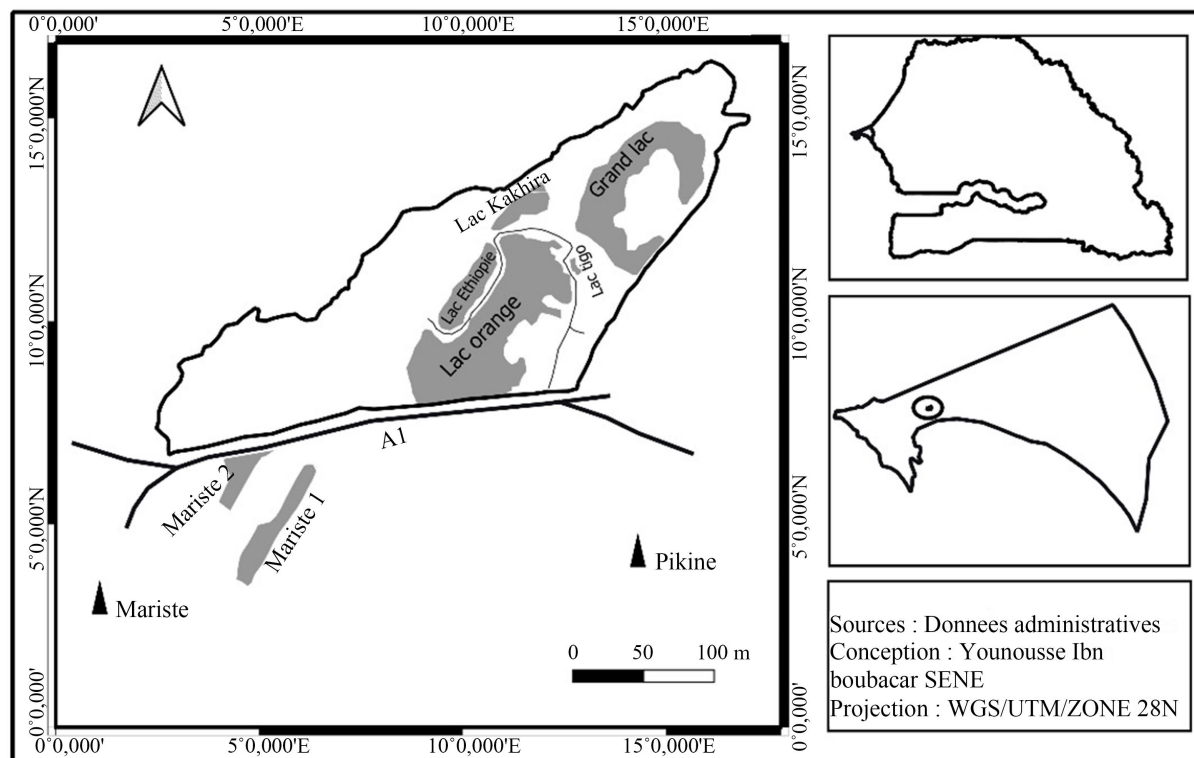 0˚0,000' 5˚0,000'E 10˚0,000'E 15˚0,000'E
15˚0,000'N
10˚0,000'N
5˚0,000'N
0˚0,000'
Grand lac
Lac Kakhira
Lac tigo
Lac Ethiopie
Lac orange
A1
Mariste 2
Mariste 1
Pikine
Mariste
0 50 100 m
15˚0,000'N
10˚0,000'N
5˚0,000'N
0˚0,000'
0˚0,000' 5˚0,000'E 10˚0,000'E 15˚0,000'E
Sources : Donnees administratives
Conception : Younousse Ibn
boubacar SENE
Projection : WGS/UTM/ZONE 28N